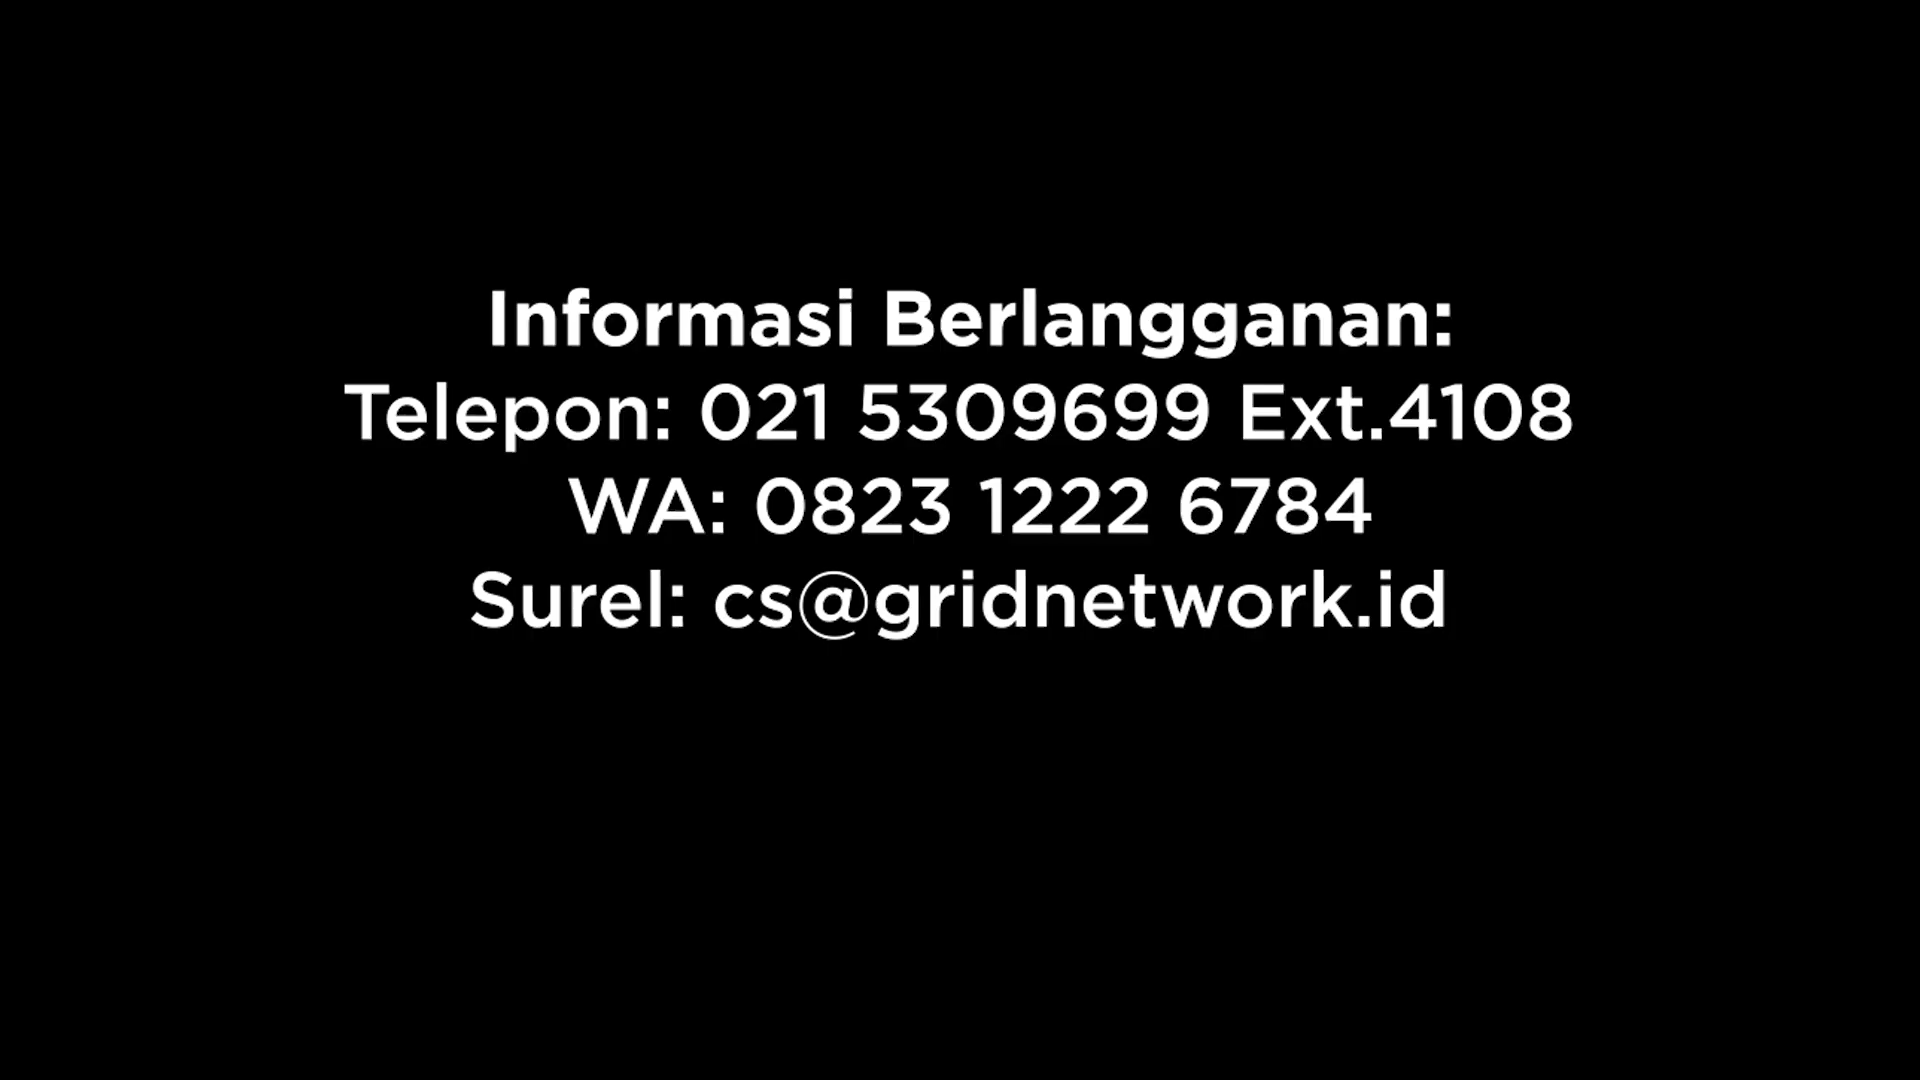 Informasi Berlangganan:
Telepon: 021 5309699 Ext.4108
WA: 0823 1222 6784
Surel: cs@gridnetwork.id